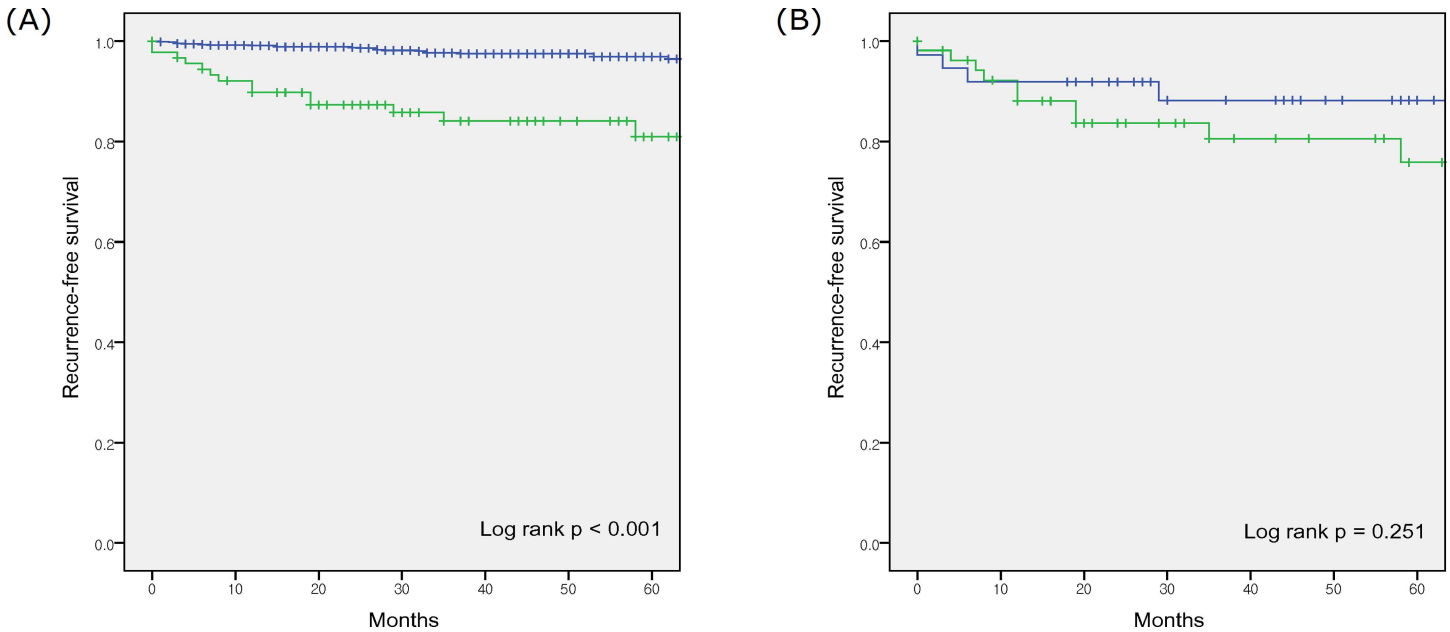 (A)
Recurrence-free survival
1.0
0.8
0.6
0.4
0.2
0.0
Log rank p < 0.001
0 10 20 30 40 50 60
Months
(B)
Recurrence-free survival
1.0
0.8
0.6
0.4
0.2
0.0
Log rank p = 0.251
0 10 20 30 40 50 60
Months